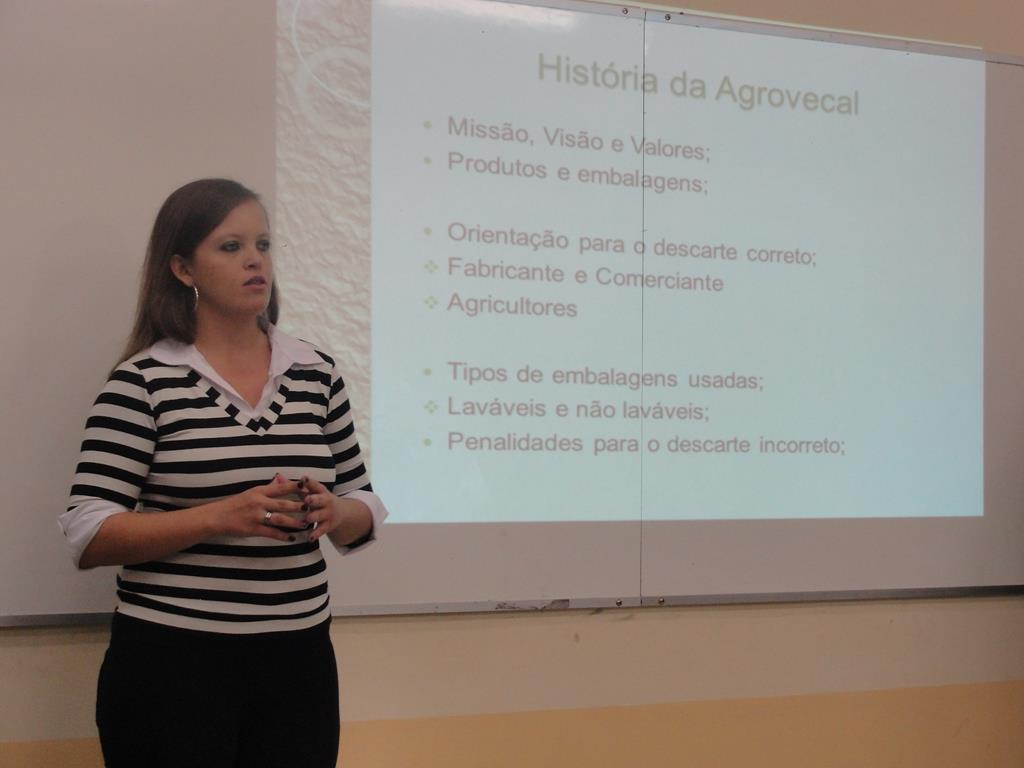 História da Agrovecal
Missão, Visão e Valores;
Produtos e embalagens;
Orientação para o descarte correto;
Fabricante e Comerciante
Agricultores
Tipos de embalagens usadas;
Laváveis e não laváveis;
Penalidades para o descarte incorreto;